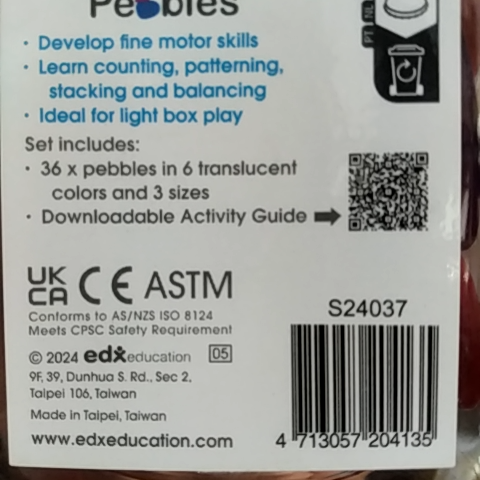 Pebbles
• Develop fine motor skills
• Learn counting, patterning,
stacking and balancing
• Ideal for light box play
Set includes:
• 36 x pebbles in 6 translucent
colors and 3 sizes
• Downloadable Activity Guide
UK
CA CE ASTM
Conforms to AS/NZS ISO 8124
Meets CPSC Safety Requirement
© 2024 edxeducation 05
9F, 39, Dunhua S. Rd., Sec 2,
Taipei 106, Taiwan
Made in Taipei, Taiwan
www.edxeducation.com
PT NL
S24037
4 713057 204135